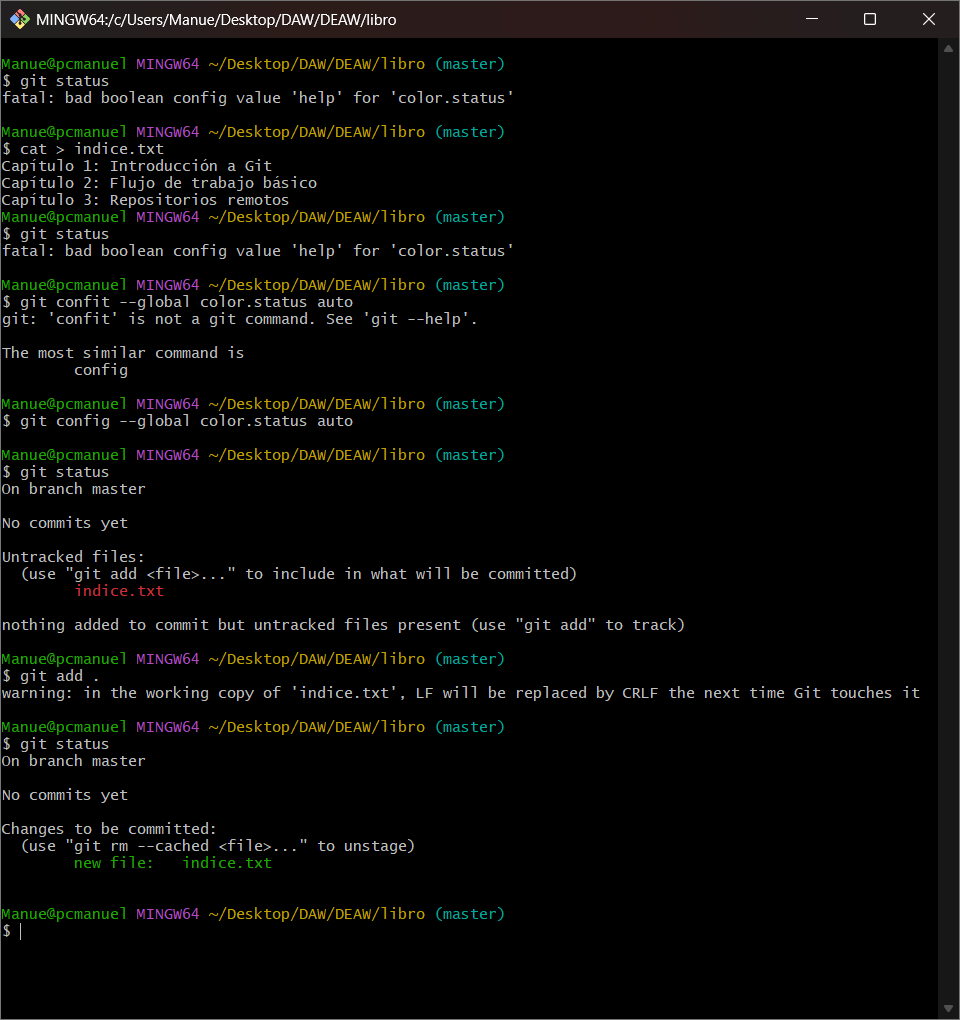 MINGW64:/c/Users/Manue/Desktop/DAW/DEAW/libro
Manue@pcmanuel MINGW64 ~/Desktop/DAW/DEAW/libro (master)
$ git status
fatal: bad boolean config value 'help' for 'color.status'
Manue@pcmanuel MINGW64 ~/Desktop/DAW/DEAW/libro (master)
$ cat > indice.txt
Capítulo 1: Introducción a Git
Capítulo 2: Flujo de trabajo básico
Capítulo 3: Repositorios remotos
Manue@pcmanuel MINGW64 ~/Desktop/DAW/DEAW/libro (master)
$ git status
fatal: bad boolean config value 'help' for 'color.status'
Manue@pcmanuel MINGW64 ~/Desktop/DAW/DEAW/libro (master)
$ git confit --global color.status auto
git: 'confit' is not a git command. See 'git --help'.
The most similar command is
config
Manue@pcmanuel MINGW64 ~/Desktop/DAW/DEAW/libro (master)
$ git config --global color.status auto
Manue@pcmanuel MINGW64 ~/Desktop/DAW/DEAW/libro (master)
$ git status
On branch master
No commits yet
Untracked files:
(use "git add <file>..." to include in what will be committed)
indice.txt
nothing added to commit but untracked files present (use "git add" to track)
Manue@pcmanuel MINGW64 ~/Desktop/DAW/DEAW/libro (master)
$ git add .
warning: in the working copy of 'indice.txt', LF will be replaced by CRLF the next time Git touches it
Manue@pcmanuel MINGW64 ~/Desktop/DAW/DEAW/libro (master)
$ git status
On branch master
No commits yet
Changes to be committed:
(use "git rm --cached <file>..." to unstage)
new file:   indice.txt
Manue@pcmanuel MINGW64 ~/Desktop/DAW/DEAW/libro (master)
$